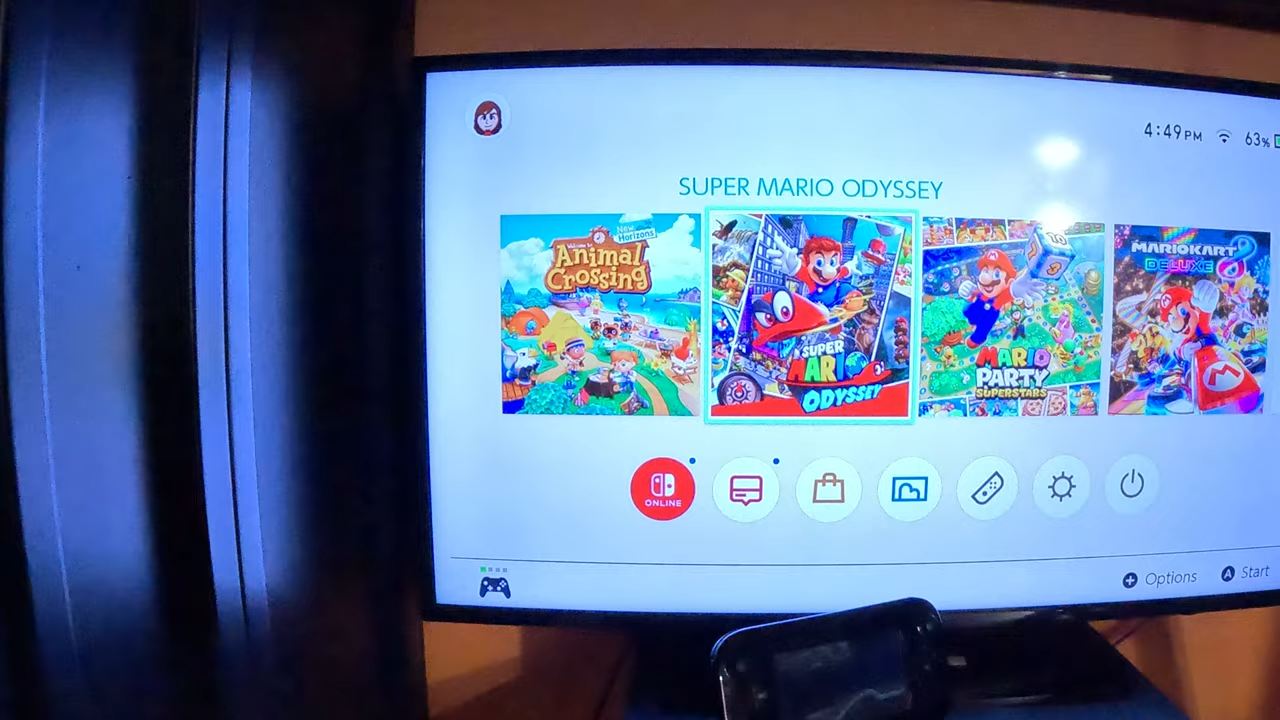 4:49 PM 63%
SUPER MARIO ODYSSEY
Welcome to
New
Horizons
Animal
Crossing
SUPER
MARIO
ODYSSEY
10
MARIO
PARTY
SUPERSTARS
MARIOKART 8
DELUXE
M
ONLINE
+ Options A Start